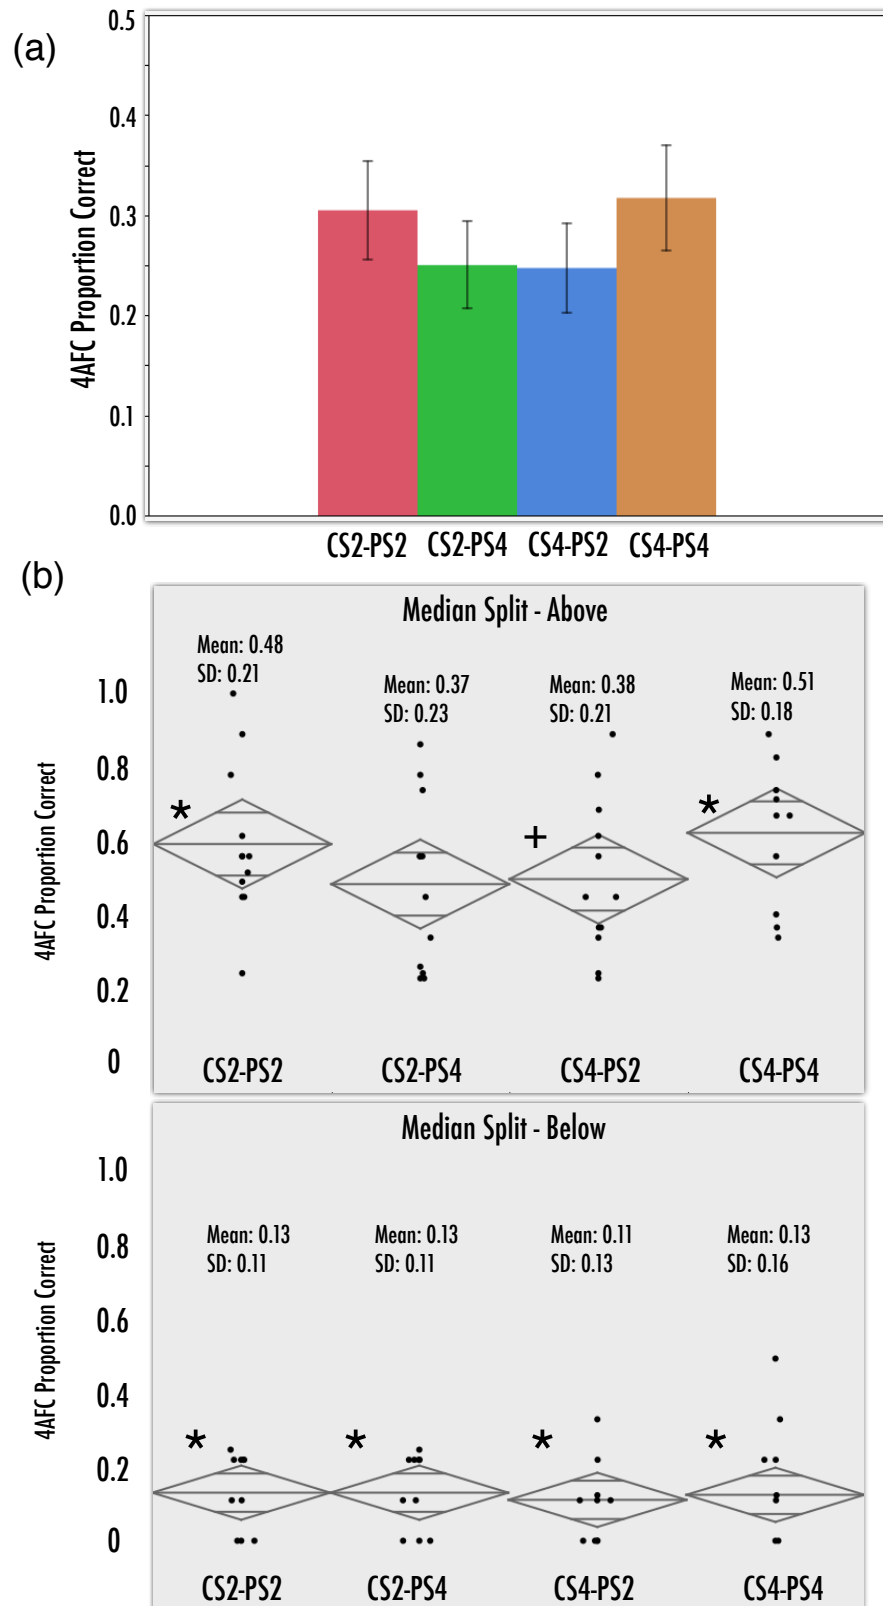 (a)
4AFC Proportion Correct
0.5
0.4
0.3
0.2
0.1
0.0
CS2-PS2 CS2-PS4 CS4-PS2 CS4-PS4
(b)
Median Split - Above
4AFC Proportion Correct
1.0
0.8
0.6
0.4
0.2
0
Mean: 0.48
SD: 0.21
Mean: 0.37
SD: 0.23
Mean: 0.38
SD: 0.21
Mean: 0.51
SD: 0.18
*
+
*
CS2-PS2 CS2-PS4 CS4-PS2 CS4-PS4
Median Split - Below
4AFC Proportion Correct
1.0
0.8
0.6
0.4
0.2
0
Mean: 0.13
SD: 0.11
Mean: 0.13
SD: 0.11
Mean: 0.11
SD: 0.13
Mean: 0.13
SD: 0.16
* * * *
CS2-PS2 CS2-PS4 CS4-PS2 CS4-PS4